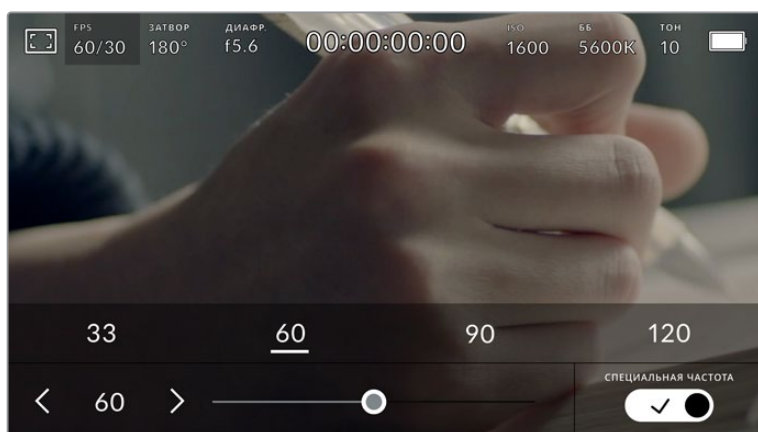 FPS ЗАТВОР ДИАФР. ISO ББ ТОН
60/30 180° f5.6 00:00:00:00 1600 5600K 10
33 60 90 120
СПЕЦИАЛЬНАЯ ЧАСТОТА
60